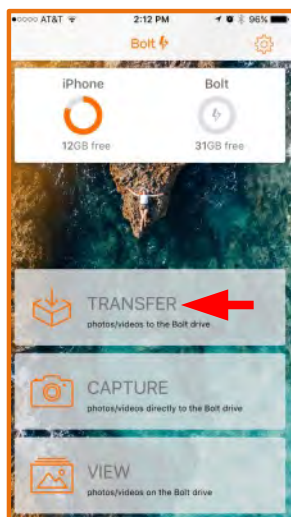 AT&T 2:12 PM 96%
Bolt
iPhone Bolt
12GB free 31GB free
TRANSFER
photos/videos to the Bolt drive
CAPTURE
photos/videos directly to the Bolt drive
VIEW
photos/videos on the Bolt drive